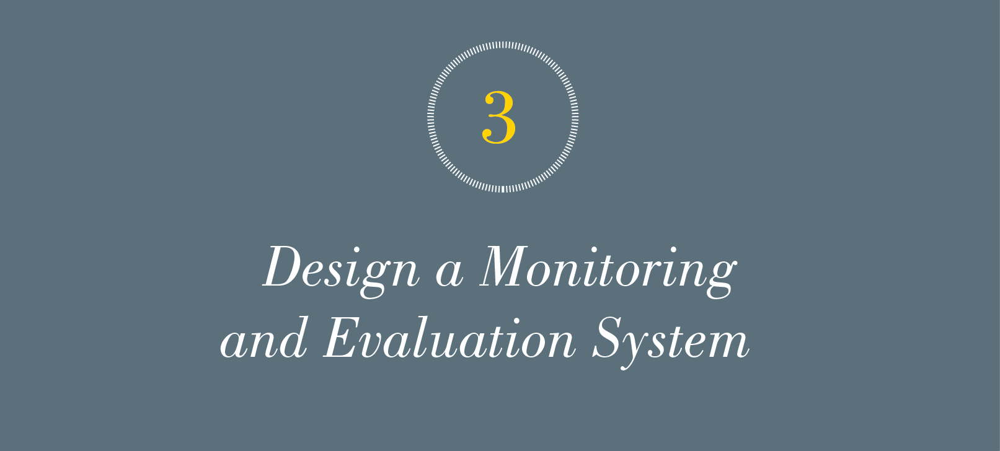 3
Design a Monitoring
and Evaluation System